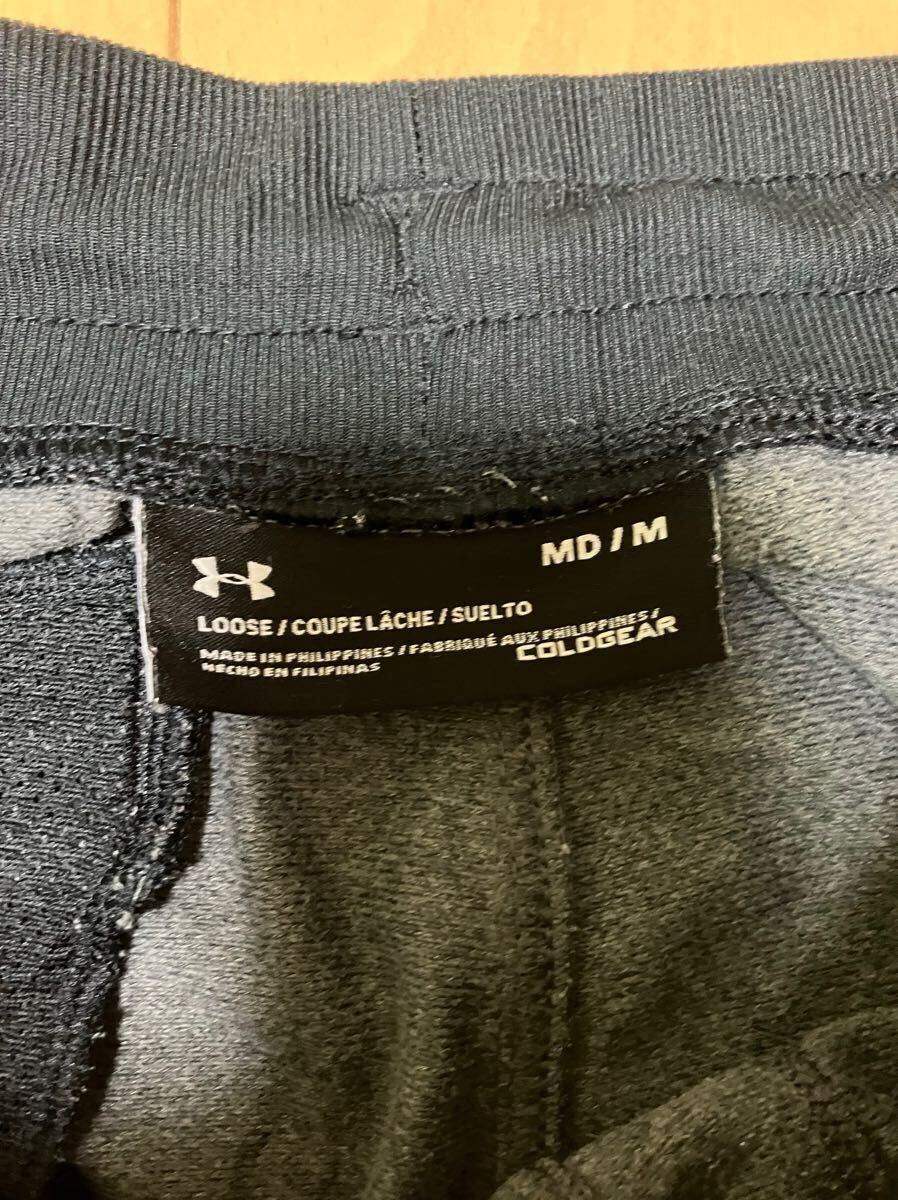 MD / M
LOOSE / COUPE LÂCHE / SUELTO
MADE IN PHILIPPINES / FABRIQUÉ AUX PHILIPPINES /
HECHO EN FILIPINAS
COLDGEAR